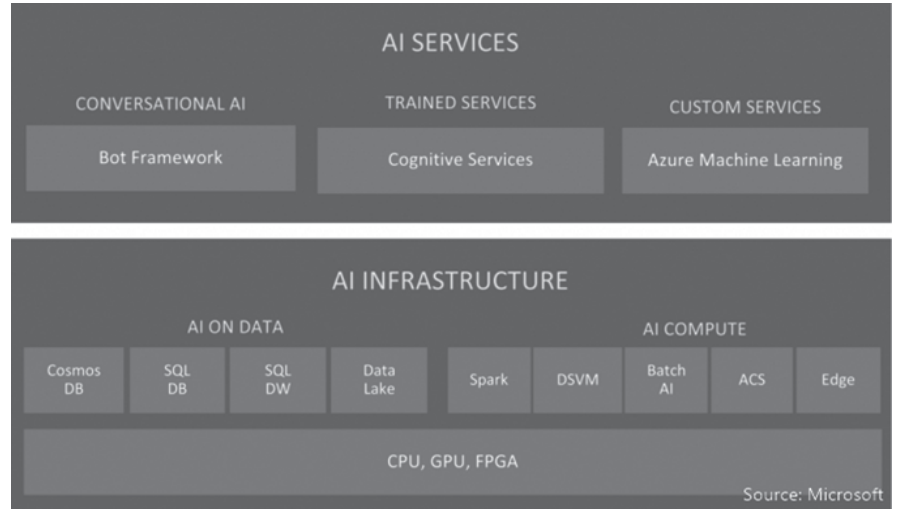 AI SERVICES
CONVERSATIONAL AI
Bot Framework
TRAINED SERVICES
Cognitive Services
CUSTOM SERVICES
Azure Machine Learning
AI INFRASTRUCTURE
AI ON DATA
Cosmos
DB
SQL
DB
SQL
DW
Data
Lake
AI COMPUTE
Spark
DSVM
Batch
AI
ACS
Edge
CPU, GPU, FPGA
Source: Microsoft